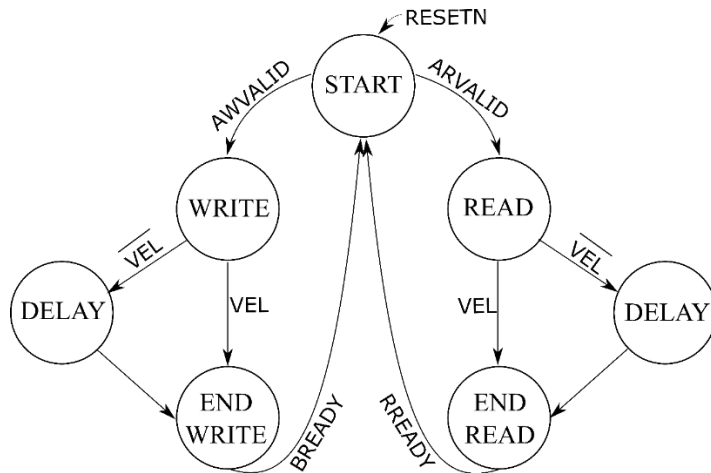 RESETN
START
AWVALID
ARVALID
WRITE
READ
VEL
VEL
DELAY
VEL
VEL
DELAY
END
WRITE
END
READ
BREADY
RREADY